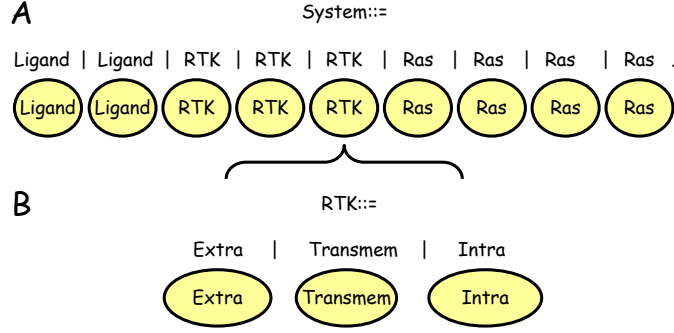 A System::=
Ligand | Ligand | RTK | RTK | RTK | Ras | Ras | Ras | Ras .
Ligand Ligand RTK RTK RTK Ras Ras Ras Ras
B RTK::=
Extra | Transmem | Intra
Extra Transmem Intra